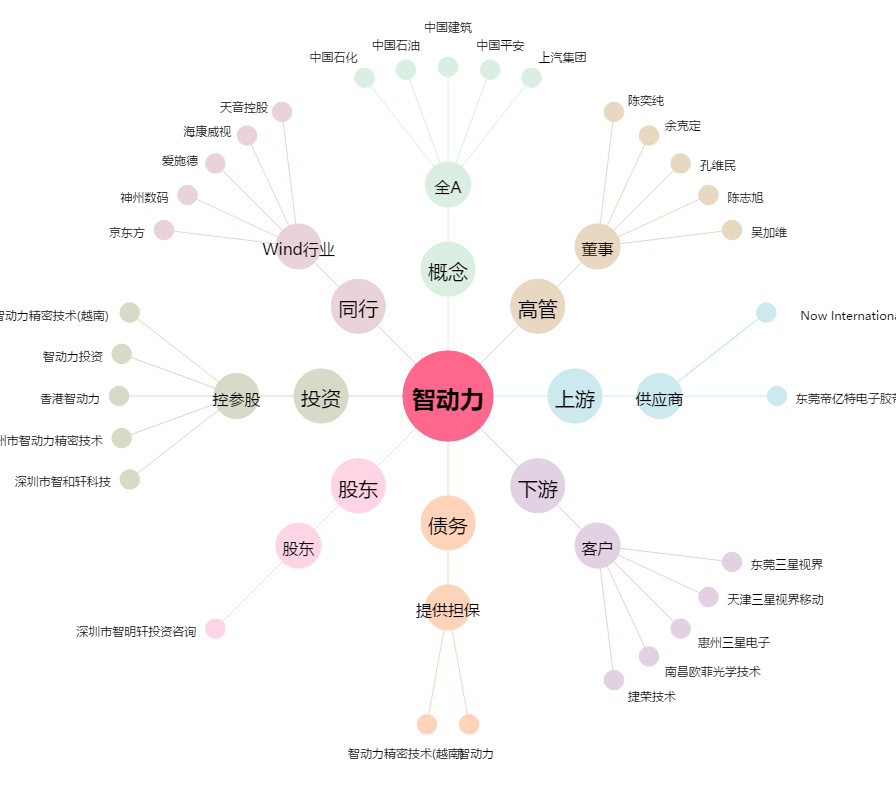 中国建筑
中国石油
中国平安
中国石化
上汽集团
全A
概念
天音控股
海康威视
爱施德
神州数码
京东方
Wind行业
同行
陈奕纯
余克定
孔维民
陈志旭
吴加维
董事
高管
智动力精密技术(越南)
智动力投资
香港智动力
州市智动力精密技术
深圳市智和轩科技
控参股
投资
智动力
上游
供应商
Now Internationa
东莞帝亿特电子胶
股东
股东
深圳市智明轩投资咨询
债务
提供担保
智动力精密技术(越南
智动力
下游
客户
东莞三星视界
天津三星视界移动
惠州三星电子
南昌欧菲光学技术
捷荣技术